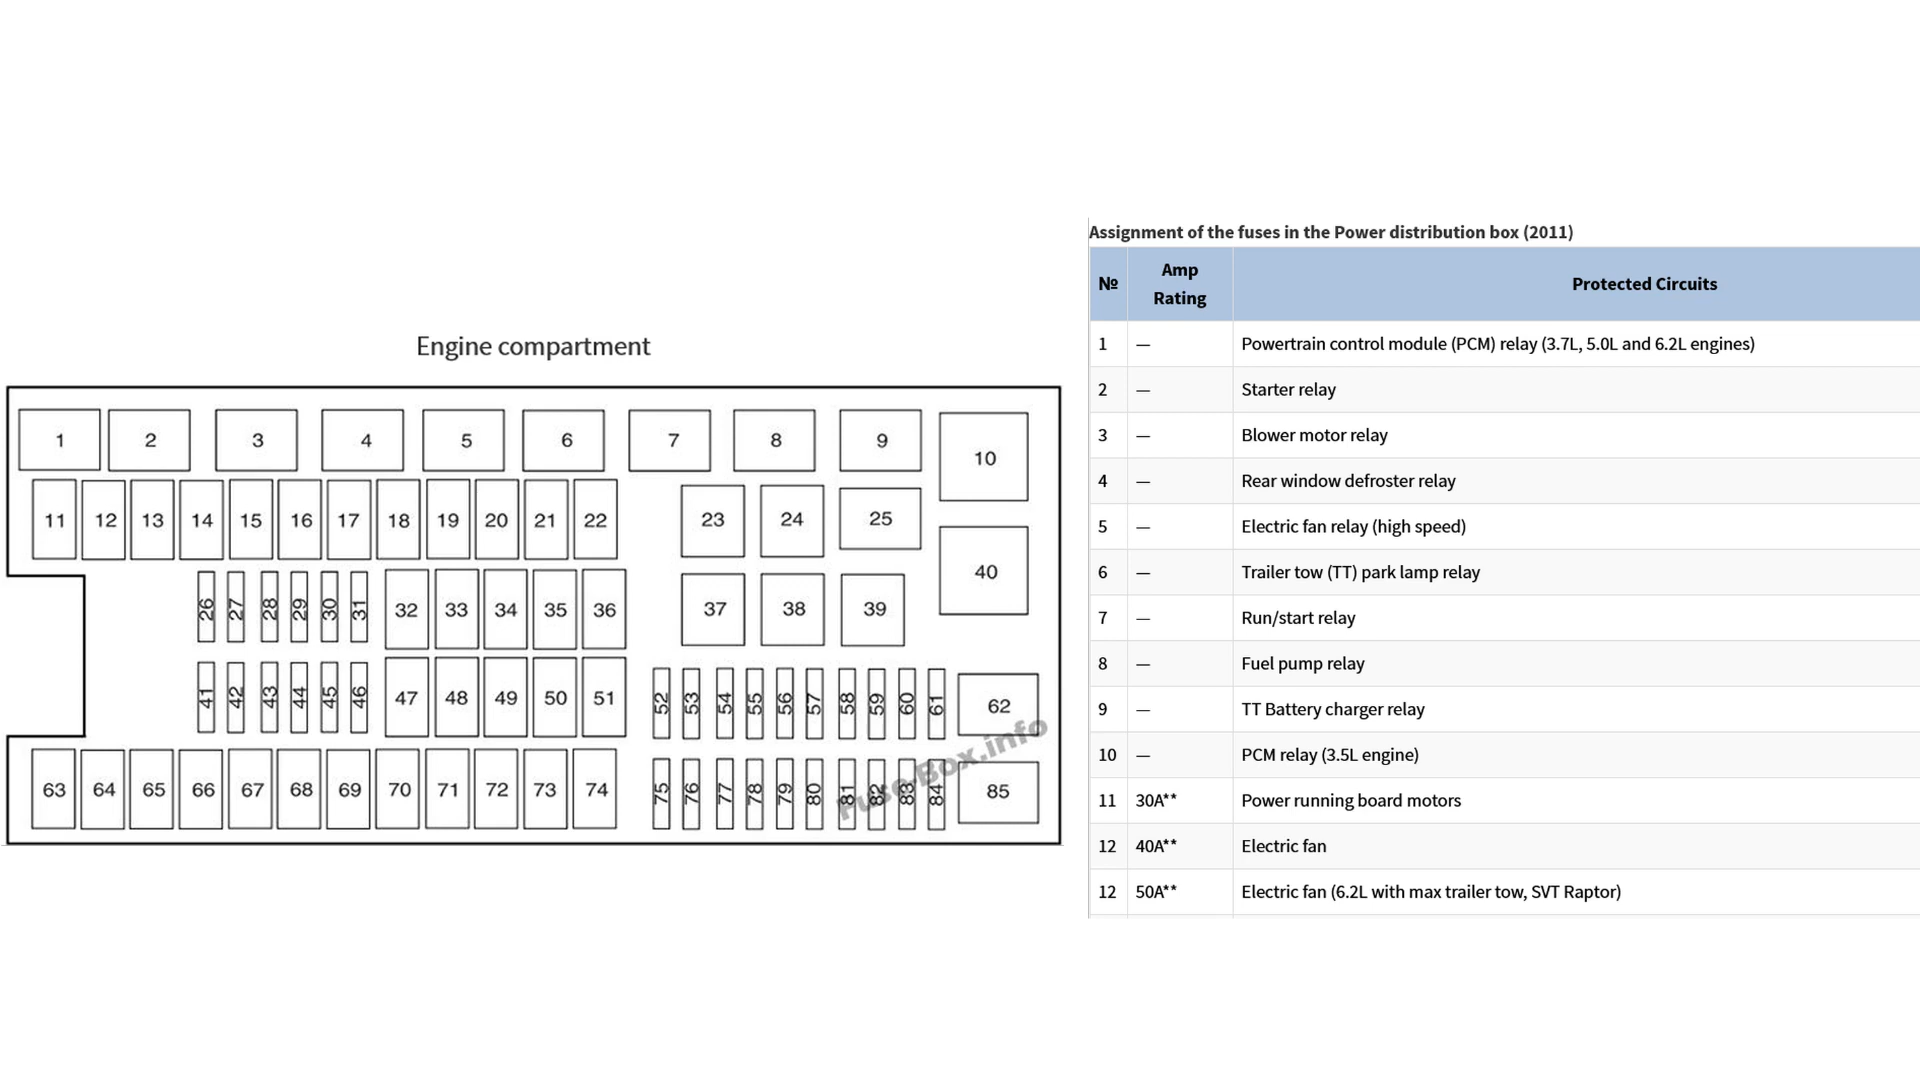 Engine compartment
1 2 3 4 5 6 7 8 9 10
11 12 13 14 15 16 17 18 19 20 21 22 23 24 25
26 27 28 29 30 31 32 33 34 35 36 37 38 39 40
41 42 43 44 45 46 47 48 49 50 51 52 53 54 55 56 57 58 59 60 61 62
63 64 65 66 67 68 69 70 71 72 73 74 75 76 77 78 79 80 81 82 83 84 85
Fuse-Box.info
Assignment of the fuses in the Power distribution box (2011)
№ Amp Rating Protected Circuits
1 — Powertrain control module (PCM) relay (3.7L, 5.0L and 6.2L engines)
2 — Starter relay
3 — Blower motor relay
4 — Rear window defroster relay
5 — Electric fan relay (high speed)
6 — Trailer tow (TT) park lamp relay
7 — Run/start relay
8 — Fuel pump relay
9 — TT Battery charger relay
10 — PCM relay (3.5L engine)
11 30A** Power running board motors
12 40A** Electric fan
12 50A** Electric fan (6.2L with max trailer tow, SVT Raptor)